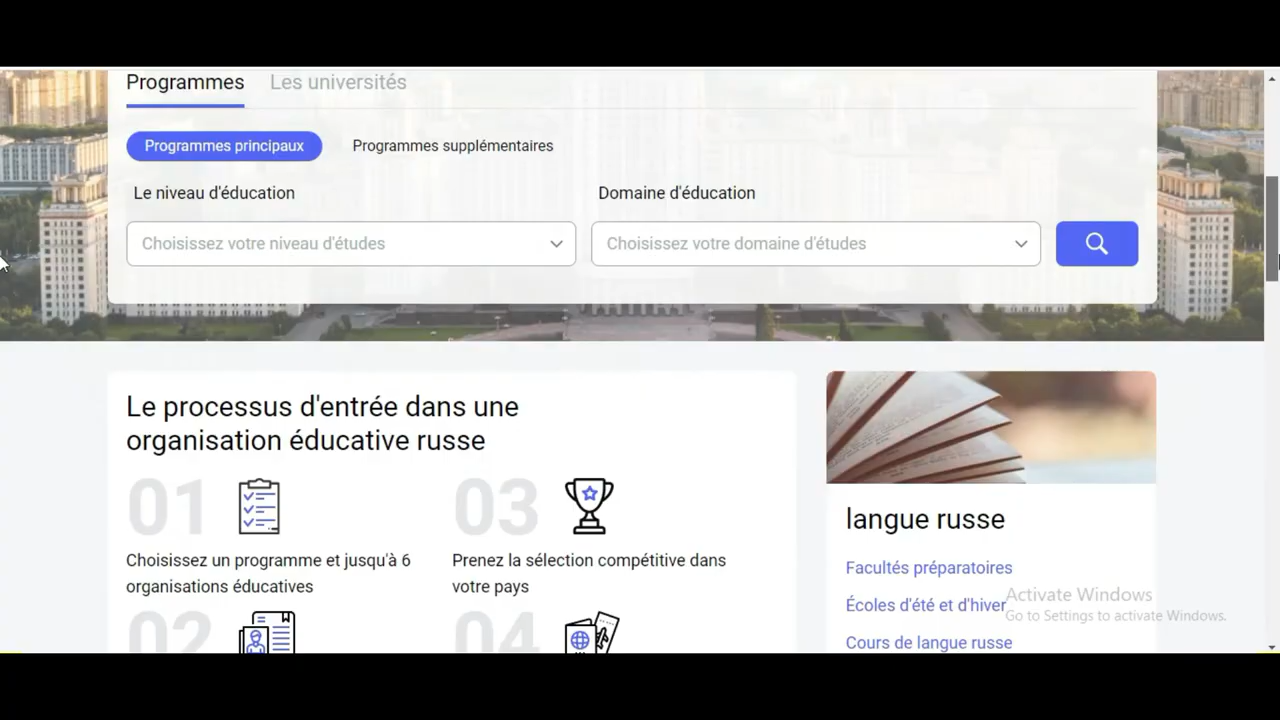 Programmes Les universités
Programmes principaux Programmes supplémentaires
Le niveau d'éducation Domaine d'éducation
Choisissez votre niveau d'études Choisissez votre domaine d'études
Le processus d'entrée dans une
organisation éducative russe
01 03
Choisissez un programme et jusqu'à 6
organisations éducatives
Prenez la sélection compétitive dans
votre pays
02 04
langue russe
Facultés préparatoires
Écoles d'été et d'hiver
Cours de langue russe
Activate Windows
Go to Settings to activate Windows.